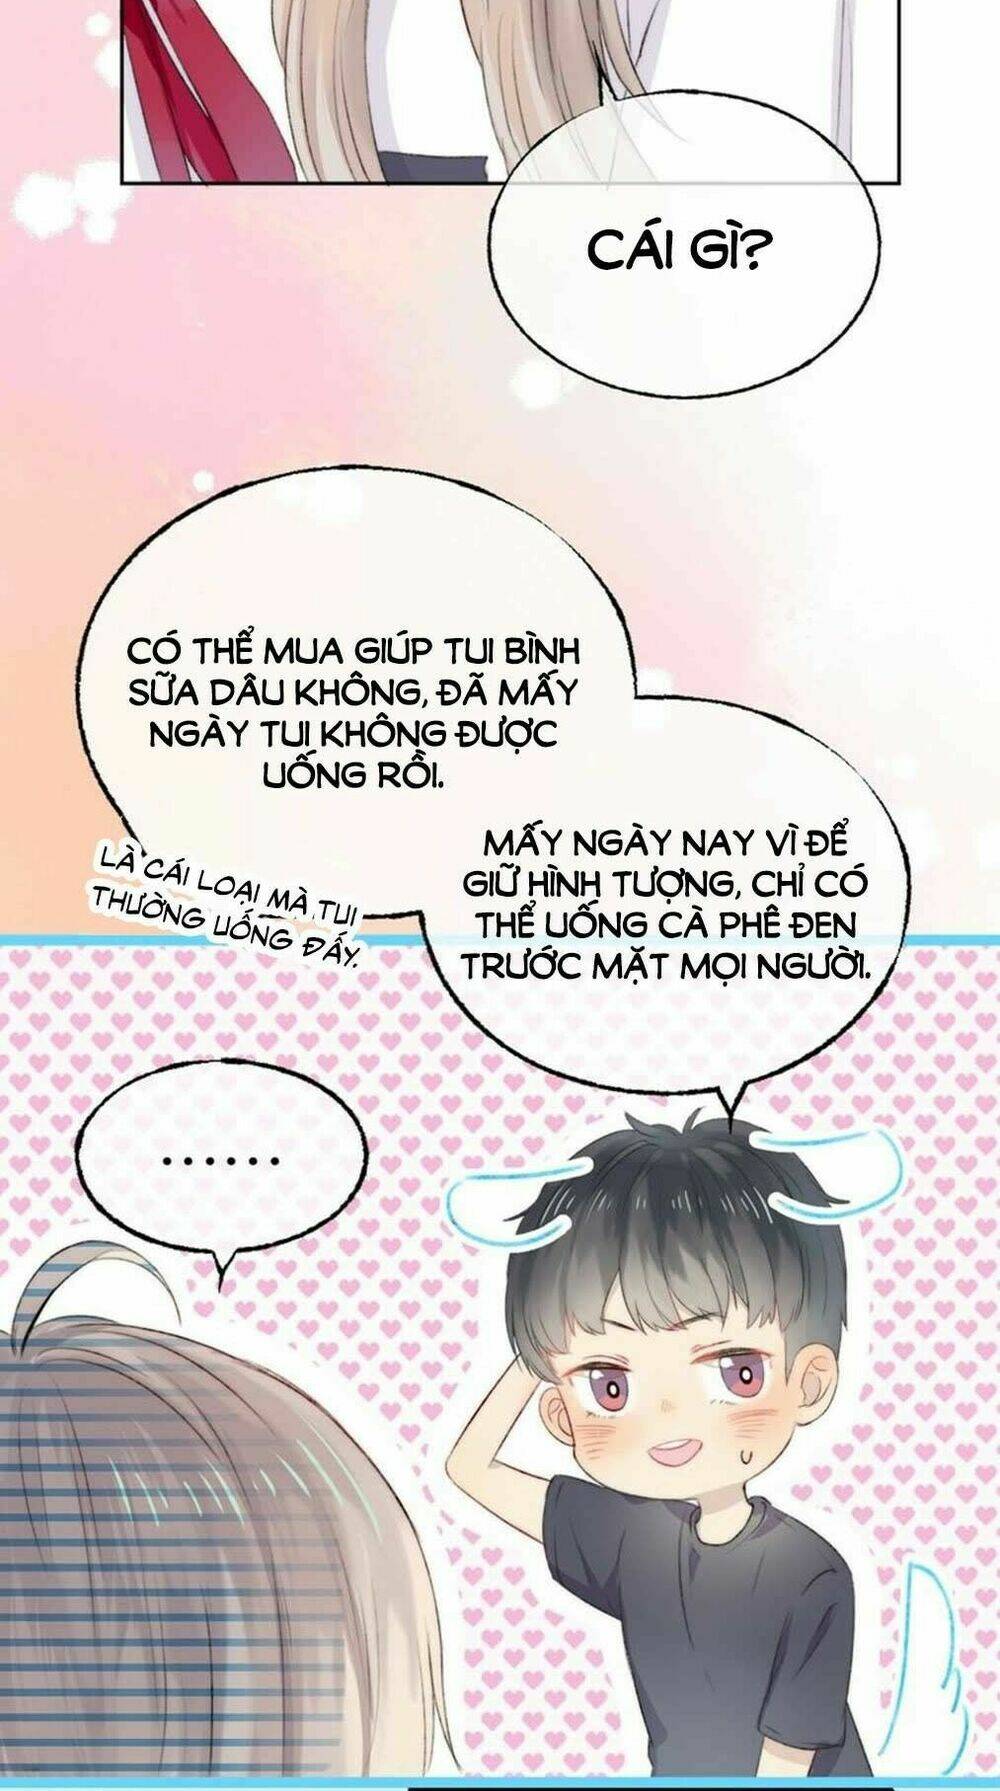 CÁI GÌ?
CÓ THỂ MUA GIÚP TUI BÌNH
SỮA DÂU KHÔNG, ĐÃ MẤY
NGÀY TUI KHÔNG ĐƯỢC
UỐNG RỒI.
LÀ CÁI LOẠI MÀ TUI
THƯỜNG UỐNG ĐẤY.
MẤY NGÀY NAY VÌ ĐỂ
GIỮ HÌNH TƯỢNG, CHỈ CÓ
THỂ UỐNG CÀ PHÊ ĐEN
TRƯỚC MẶT MỌI NGƯỜI.
......